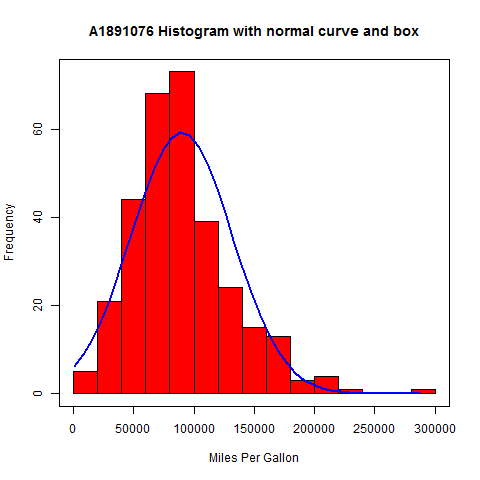 A1891076 Histogram with normal curve and box
Frequency
60
40
20
0
0 50000 100000 150000 200000 250000 300000
Miles Per Gallon